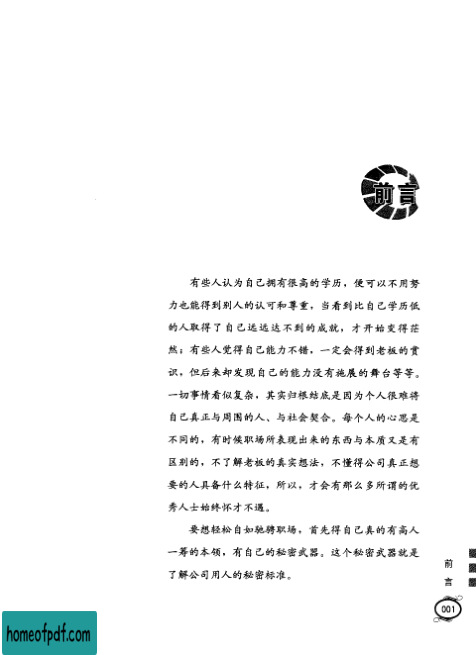 前言
有些人认为自己拥有很高的学历，便可以不用努
力也能得到别人的认可和尊重，当看到比自己学历低
的人取得了自己远远达不到的成就，才开始变得茫
然；有些人觉得自己能力不错，一定会得到老板的赏
识，但后来却发现自己的能力没有施展的舞台等等。
一切事情看似复杂，其实归根结底是因为个人很难将
自己真正与周围的人、与社会契合。每个人的心思是
不同的，有时候职场所表现出来的东西与本质又是有
区别的，不了解老板的真实想法，不懂得公司真正想
要的人具备什么特征，所以，才会有那么多所谓的优
秀人士始终怀才不遇。
要想轻松自如驰骋职场，首先得自己真的有高人
一筹的本领，有自己的秘密武器。这个秘密武器就是
了解公司用人的秘密标准。
前
言
001
homeofpdf.com